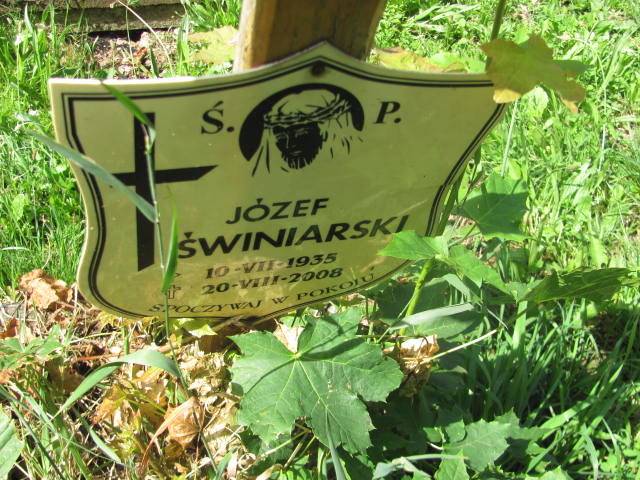 Ś. P.
JÓZEF
ŚWINIARSKI
10-VII-1935
20-VIII-2008
SPOCZYWAJ W POKOJU